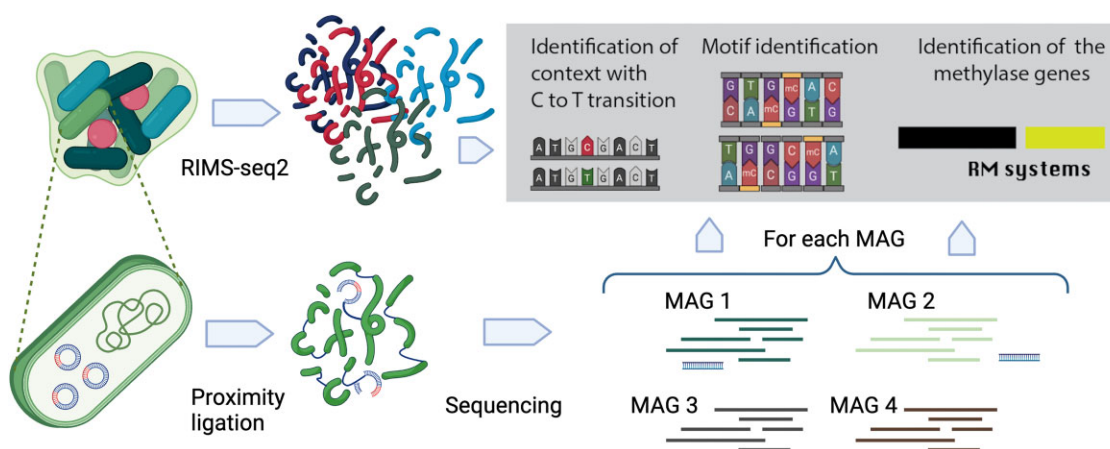 Identification of
context with
C to T transition
Motif identification
Identification of the
methylase genes
G T G mC A C
C A mC G T G
T G G C mC A
A mC C G G T
A T G C G A C T
A T G T G A C T
RM systems
RIMS-seq2
For each MAG
MAG 1
MAG 2
Proximity
ligation
Sequencing
MAG 3
MAG 4